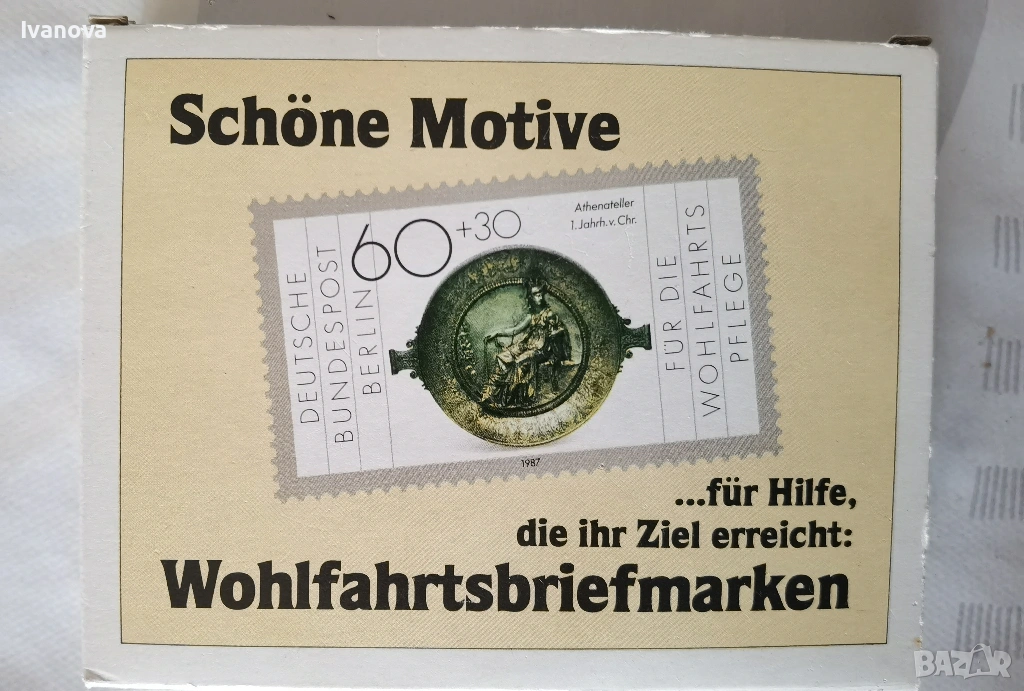 Ivanova
Schöne Motive
DEUTSCHE
BUNDESPOST
BERLIN
60+30
Athenateller
1. Jahrh. v. Chr.
FÜR DIE
WOHLFAHRTS
PFLEGE
1987
...für Hilfe,
die ihr Ziel erreicht:
Wohlfahrtsbriefmarken
BAZAR